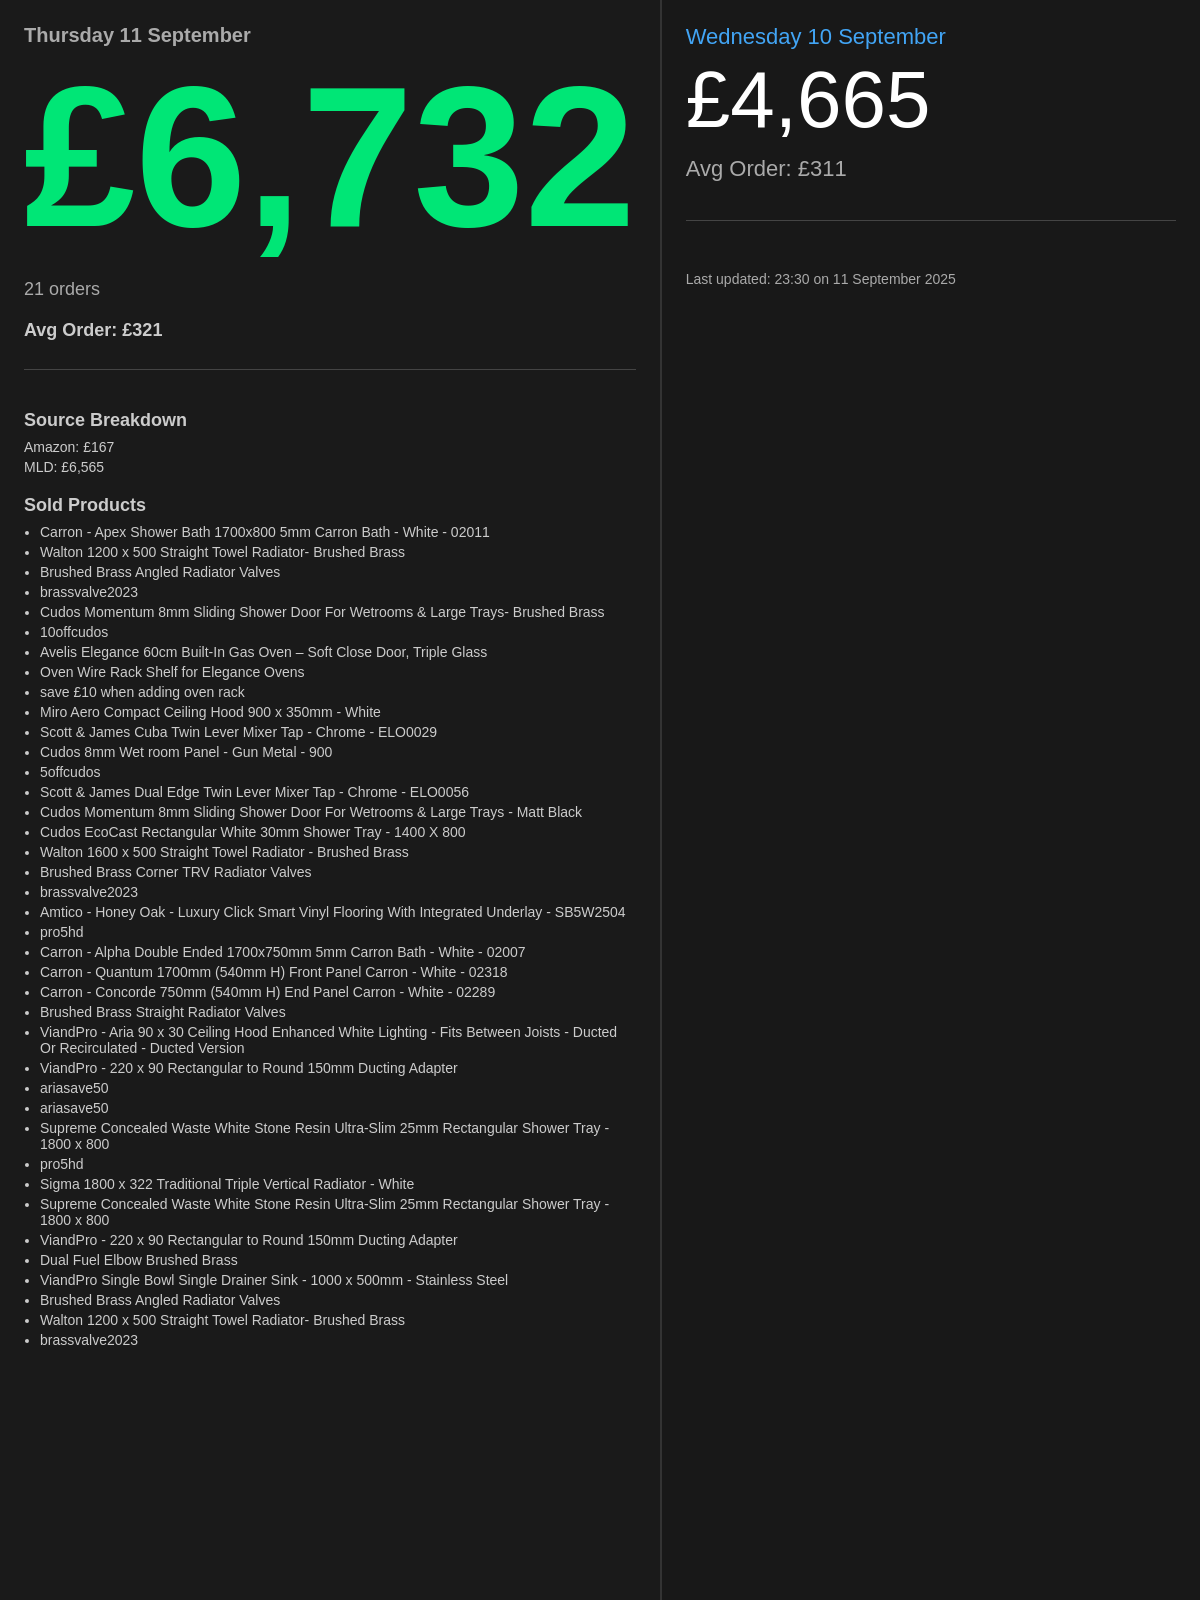 Thursday 11 September
£6,732
21 orders
Avg Order: £321
Source Breakdown
Amazon: £167
MLD: £6,565
Sold Products
• Carron - Apex Shower Bath 1700x800 5mm Carron Bath - White - 02011
• Walton 1200 x 500 Straight Towel Radiator- Brushed Brass
• Brushed Brass Angled Radiator Valves
• brassvalve2023
• Cudos Momentum 8mm Sliding Shower Door For Wetrooms & Large Trays- Brushed Brass
• 10offcudos
• Avelis Elegance 60cm Built-In Gas Oven – Soft Close Door, Triple Glass
• Oven Wire Rack Shelf for Elegance Ovens
• save £10 when adding oven rack
• Miro Aero Compact Ceiling Hood 900 x 350mm - White
• Scott & James Cuba Twin Lever Mixer Tap - Chrome - ELO0029
• Cudos 8mm Wet room Panel - Gun Metal - 900
• 5offcudos
• Scott & James Dual Edge Twin Lever Mixer Tap - Chrome - ELO0056
• Cudos Momentum 8mm Sliding Shower Door For Wetrooms & Large Trays - Matt Black
• Cudos EcoCast Rectangular White 30mm Shower Tray - 1400 X 800
• Walton 1600 x 500 Straight Towel Radiator - Brushed Brass
• Brushed Brass Corner TRV Radiator Valves
• brassvalve2023
• Amtico - Honey Oak - Luxury Click Smart Vinyl Flooring With Integrated Underlay - SB5W2504
• pro5hd
• Carron - Alpha Double Ended 1700x750mm 5mm Carron Bath - White - 02007
• Carron - Quantum 1700mm (540mm H) Front Panel Carron - White - 02318
• Carron - Concorde 750mm (540mm H) End Panel Carron - White - 02289
• Brushed Brass Straight Radiator Valves
• ViandPro - Aria 90 x 30 Ceiling Hood Enhanced White Lighting - Fits Between Joists - Ducted
Or Recirculated - Ducted Version
• ViandPro - 220 x 90 Rectangular to Round 150mm Ducting Adapter
• ariasave50
• ariasave50
• Supreme Concealed Waste White Stone Resin Ultra-Slim 25mm Rectangular Shower Tray -
1800 x 800
• pro5hd
• Sigma 1800 x 322 Traditional Triple Vertical Radiator - White
• Supreme Concealed Waste White Stone Resin Ultra-Slim 25mm Rectangular Shower Tray -
1800 x 800
• ViandPro - 220 x 90 Rectangular to Round 150mm Ducting Adapter
• Dual Fuel Elbow Brushed Brass
• ViandPro Single Bowl Single Drainer Sink - 1000 x 500mm - Stainless Steel
• Brushed Brass Angled Radiator Valves
• Walton 1200 x 500 Straight Towel Radiator- Brushed Brass
• brassvalve2023
Wednesday 10 September
£4,665
Avg Order: £311
Last updated: 23:30 on 11 September 2025